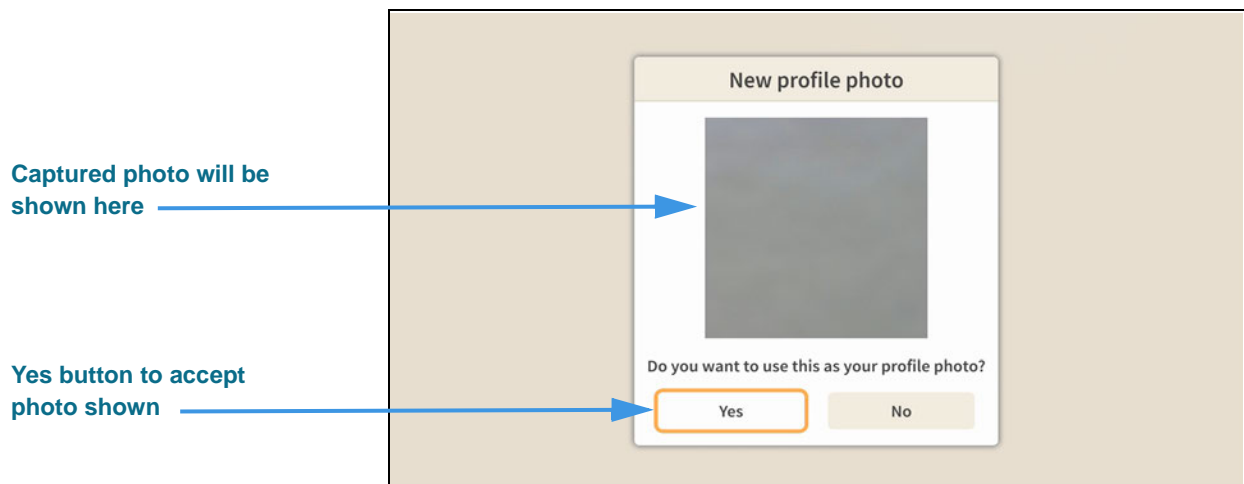 New profile photo
Captured photo will be
shown here
Do you want to use this as your profile photo?
Yes button to accept
photo shown
Yes
No